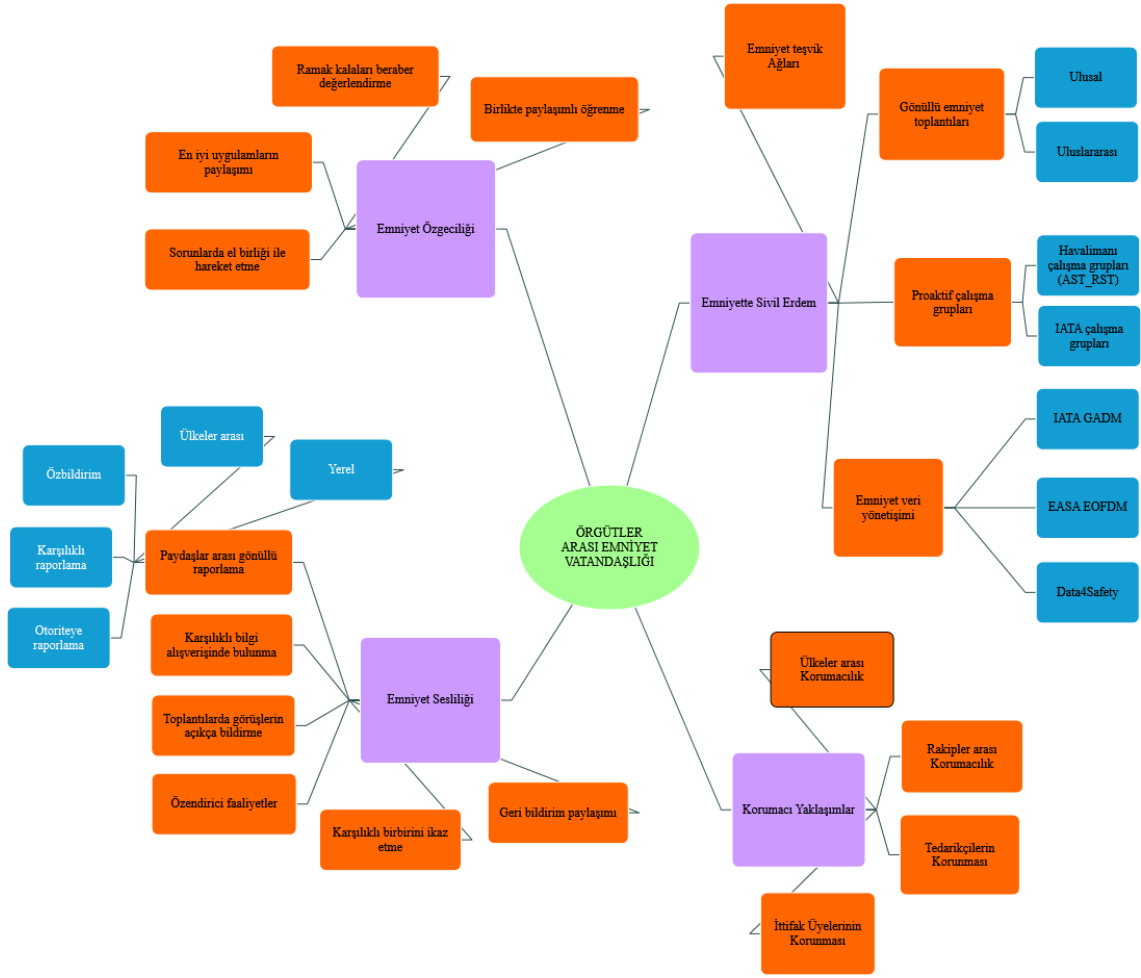 Ramak kalaları beraber
değerlendirme
Birlikte paylaşımlı öğrenme
En iyi uygulamların
paylaşımı
Sorunlarda el birliği ile
hareket etme
Emniyet Özgeciliği
Emniyet teşvik
Ağları
Gönüllü emniyet
toplantıları
Ulusal
Uluslararası
Emniyette Sivil Erdem
Proaktif çalışma
grupları
Havalimanı
çalışma grupları
(AST_RST)
IATA çalışma
grupları
Emniyet veri
yönetişimi
IATA GADM
EASA EOFDM
Data4Safety
ÖRGÜTLER
ARASI EMNİYET
VATANDAŞLIĞI
Ülkeler arası
Yerel
Özbildirim
Karşılıklı
raporlama
Otoriteye
raporlama
Paydaşlar arası gönüllü
raporlama
Karşılıklı bilgi
alışverişinde bulunma
Toplantılarda görüşlerin
açıkça bildirme
Özendirici faaliyetler
Emniyet Sesliliği
Karşılıklı birbirini ikaz
etme
Geri bildirim paylaşımı
Ülkeler arası
Korumacılık
Rakipler arası
Korumacılık
Korumacı Yaklaşımlar
Tedarikçilerin
Korunması
İttifak Üyelerinin
Korunması